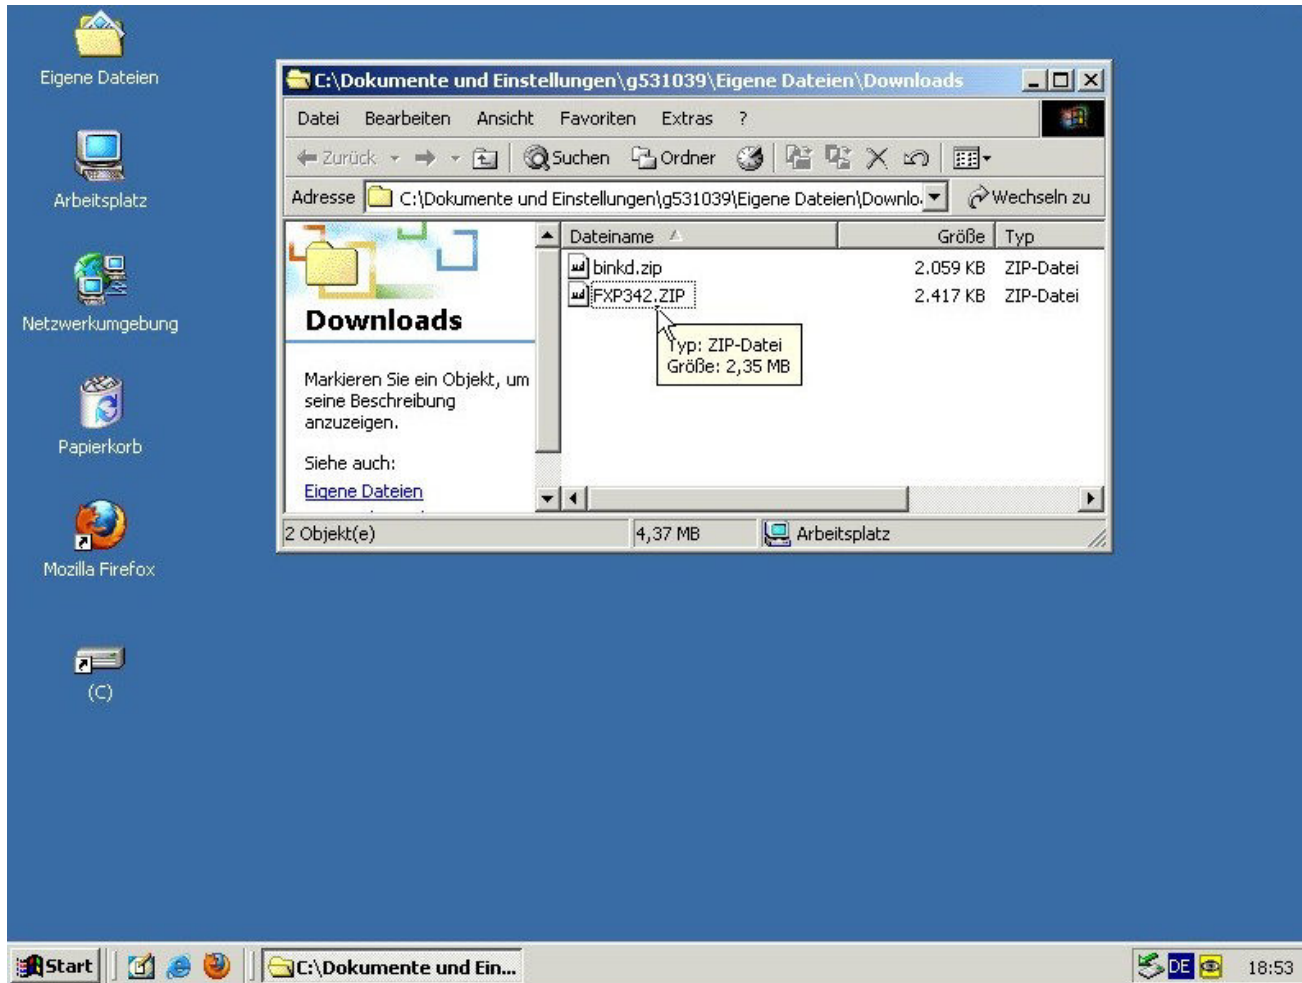 Eigene Dateien
Arbeitsplatz
Netzwerkumgebung
Papierkorb
Mozilla Firefox
(C)
C:\Dokumente und Einstellungen\g531039\Eigene Dateien\Downloads
Datei Bearbeiten Ansicht Favoriten Extras ?
Zurück Suchen Ordner
Adresse C:\Dokumente und Einstellungen\g531039\Eigene Dateien\Downlo Wechseln zu
Downloads
Markieren Sie ein Objekt, um
seine Beschreibung
anzuzeigen.
Siehe auch:
Eigene Dateien
Dateiname Größe Typ
binkd.zip 2.059 KB ZIP-Datei
FXP342.ZIP 2.417 KB ZIP-Datei
Typ: ZIP-Datei
Größe: 2,35 MB
2 Objekt(e) 4,37 MB Arbeitsplatz
Start C:\Dokumente und Ein... DE 18:53